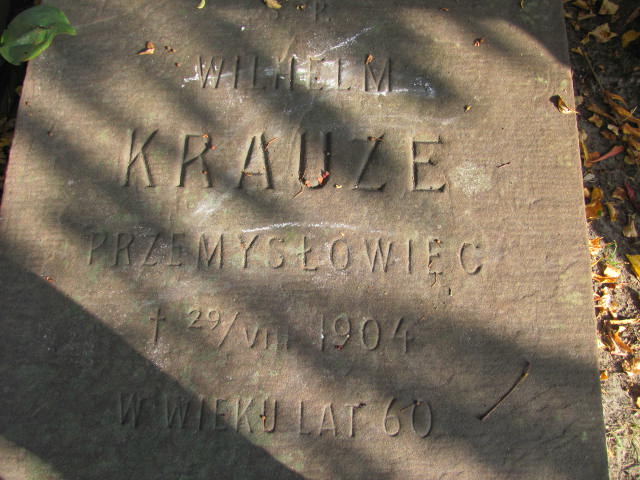 Ś. P.
WILHELM
KRAUZE
PRZEMYSŁOWIEC
† 29/VII 1904
W WIEKU LAT 60